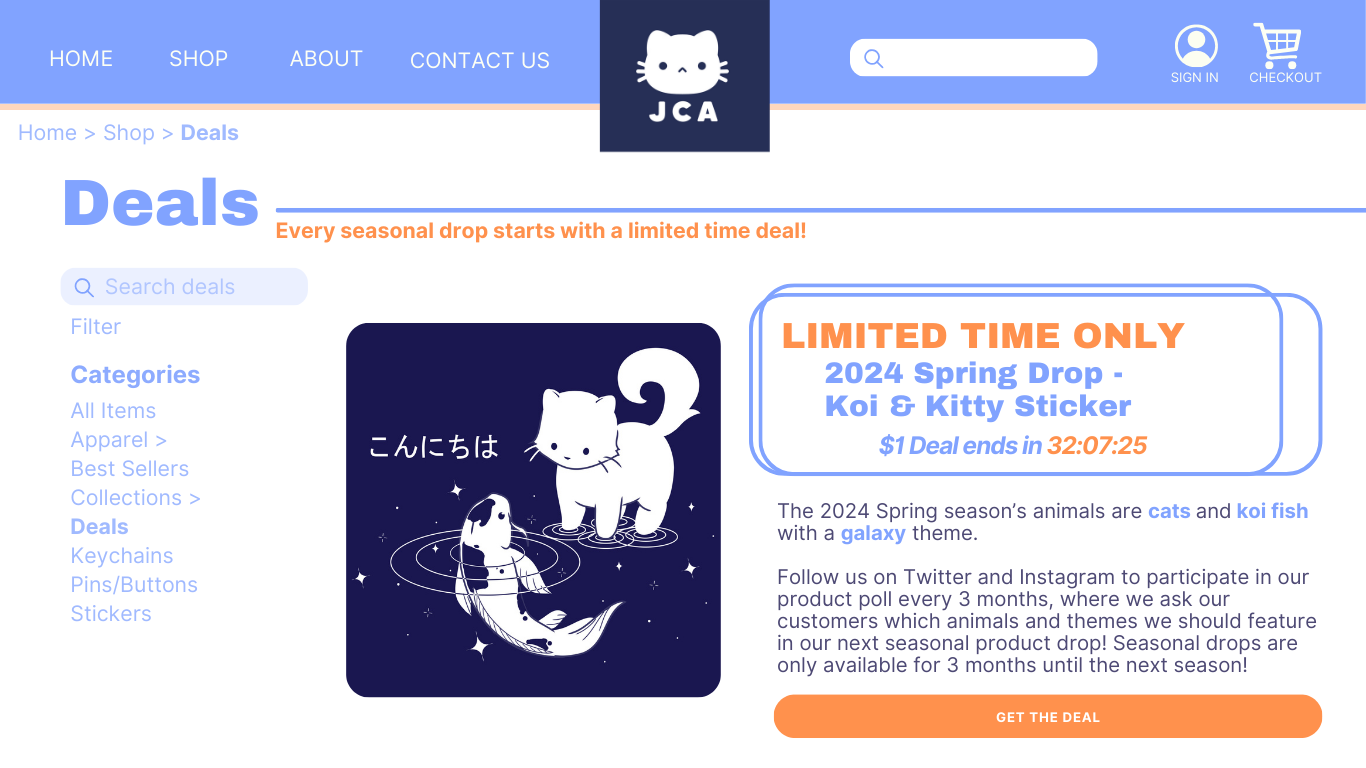 HOME
SHOP
ABOUT
CONTACT US
JCA
SIGN IN
CHECKOUT
Home > Shop > Deals
Deals
Every seasonal drop starts with a limited time deal!
Search deals
Filter
Categories
All Items
Apparel >
Best Sellers
Collections >
Deals
Keychains
Pins/Buttons
Stickers
こんにちは
LIMITED TIME ONLY
2024 Spring Drop -
Koi & Kitty Sticker
$1 Deal ends in 32:07:25
The 2024 Spring season’s animals are cats and koi fish
with a galaxy theme.
Follow us on Twitter and Instagram to participate in our
product poll every 3 months, where we ask our
customers which animals and themes we should feature
in our next seasonal product drop! Seasonal drops are
only available for 3 months until the next season!
GET THE DEAL